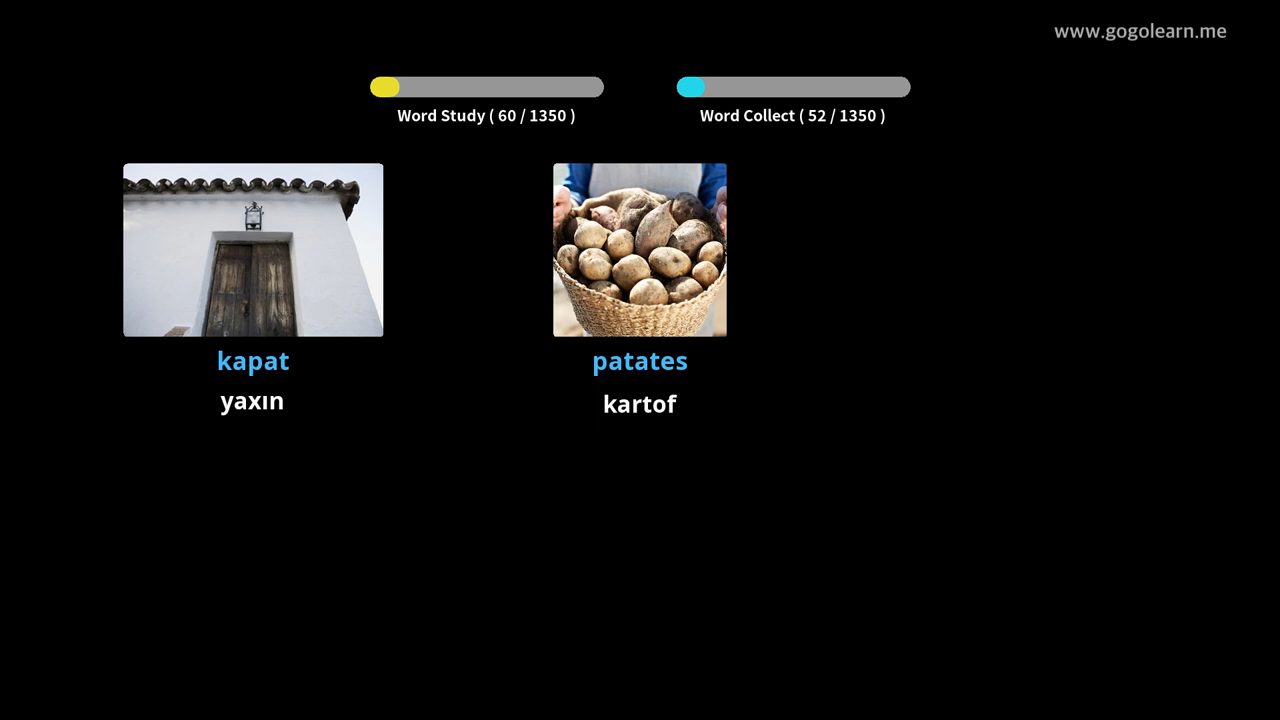 www.gogolearn.me
Word Study ( 60 / 1350 )
Word Collect ( 52 / 1350 )
kapat
yaxın
patates
kartof